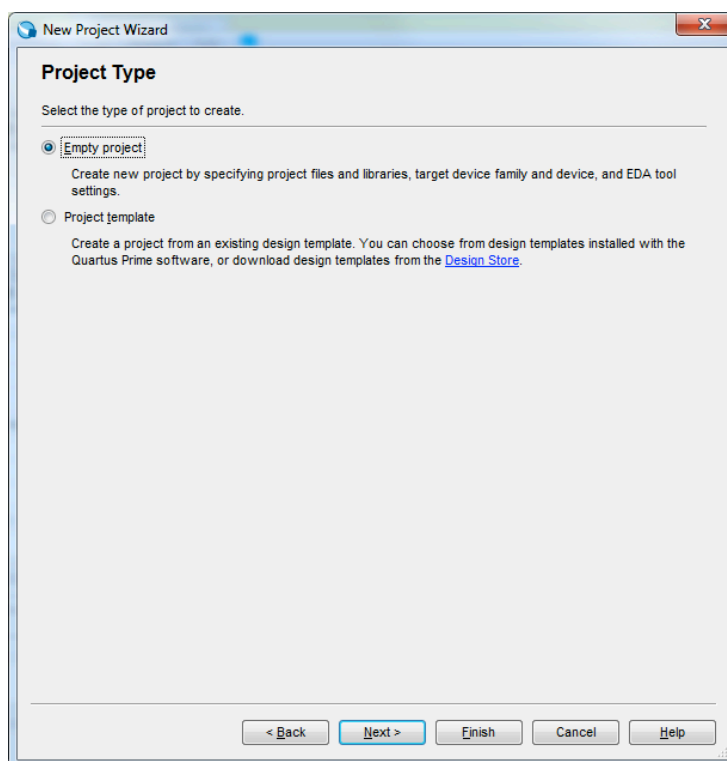 New Project Wizard
Project Type
Select the type of project to create.
Empty project
Create new project by specifying project files and libraries, target device family and device, and EDA tool
settings.
Project template
Create a project from an existing design template. You can choose from design templates installed with the
Quartus Prime software, or download design templates from the Design Store.
< Back
Next >
Finish
Cancel
Help